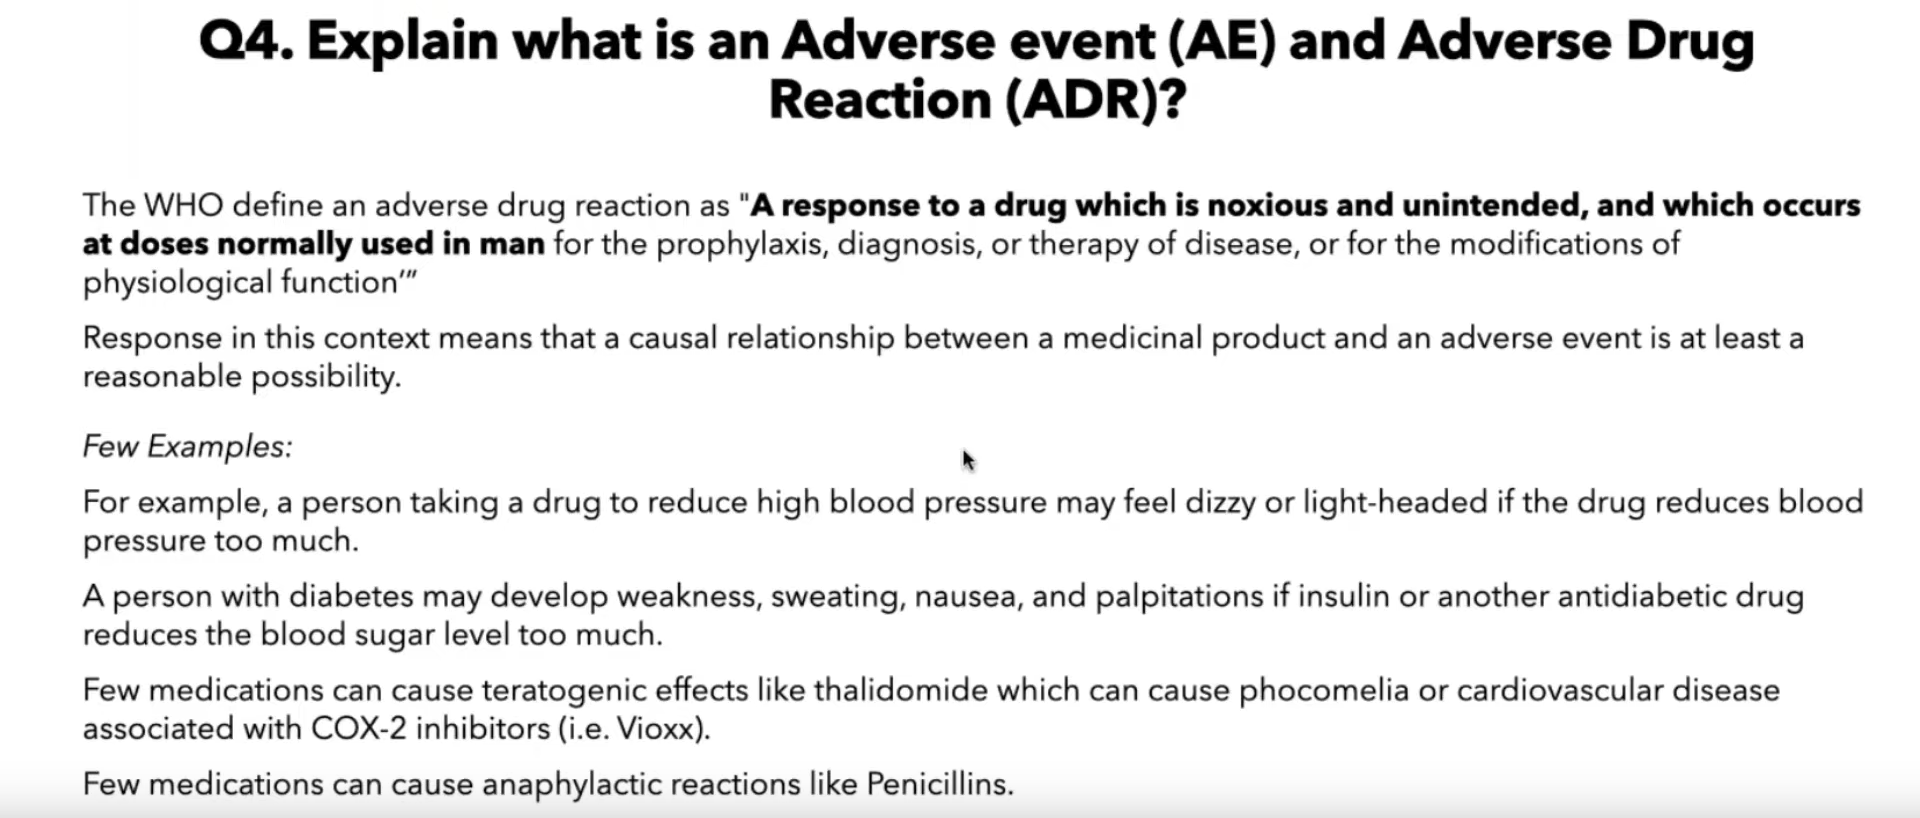 Q4. Explain what is an Adverse event (AE) and Adverse Drug
Reaction (ADR)?
The WHO define an adverse drug reaction as "A response to a drug which is noxious and unintended, and which occurs
at doses normally used in man for the prophylaxis, diagnosis, or therapy of disease, or for the modifications of
physiological function'"
Response in this context means that a causal relationship between a medicinal product and an adverse event is at least a
reasonable possibility.
Few Examples:
For example, a person taking a drug to reduce high blood pressure may feel dizzy or light-headed if the drug reduces blood
pressure too much.
A person with diabetes may develop weakness, sweating, nausea, and palpitations if insulin or another antidiabetic drug
reduces the blood sugar level too much.
Few medications can cause teratogenic effects like thalidomide which can cause phocomelia or cardiovascular disease
associated with COX-2 inhibitors (i.e. Vioxx).
Few medications can cause anaphylactic reactions like Penicillins.